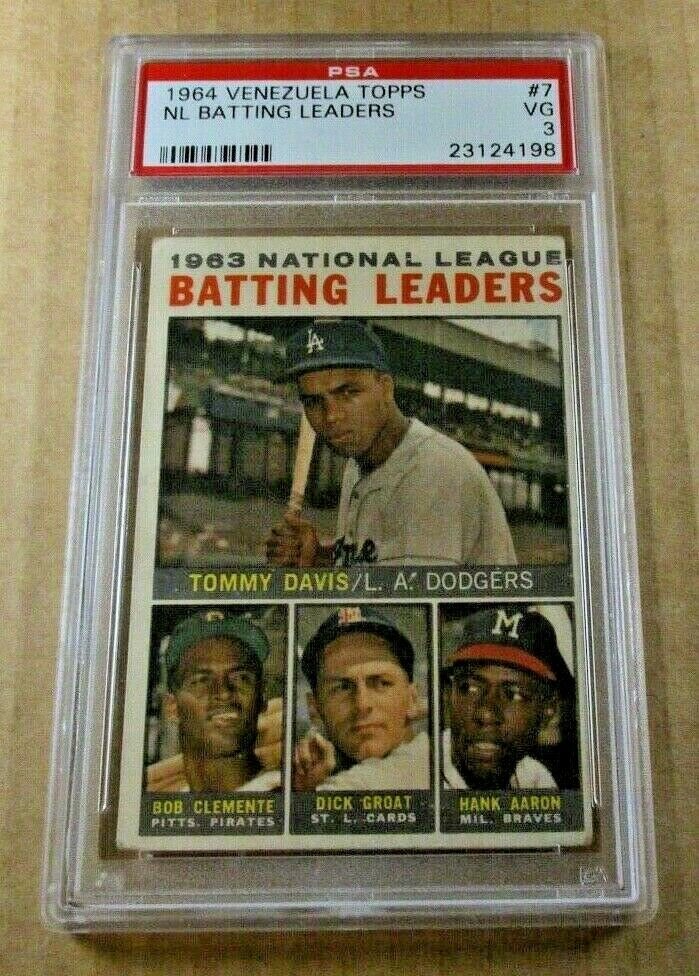 PSA
1964 VENEZUELA TOPPS #7
NL BATTING LEADERS VG
3
23124198
1963 NATIONAL LEAGUE
BATTING LEADERS
LA
TOMMY DAVIS/L. A. DODGERS
M
BOB CLEMENTE
PITTS. PIRATES
DICK GROAT
ST. L. CARDS
HANK AARON
MIL. BRAVES